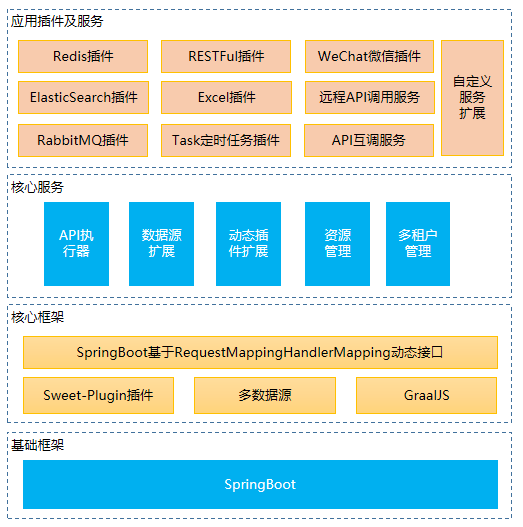 应用插件及服务
Redis插件
RESTFul插件
WeChat微信插件
自定义
服务
扩展
ElasticSearch插件
Excel插件
远程API调用服务
RabbitMQ插件
Task定时任务插件
API互调服务
核心服务
API执
行器
数据源
扩展
动态插
件扩展
资源
管理
多租户
管理
核心框架
SpringBoot基于RequestMappingHandlerMapping动态接口
Sweet-Plugin插件
多数据源
GraalJS
基础框架
SpringBoot